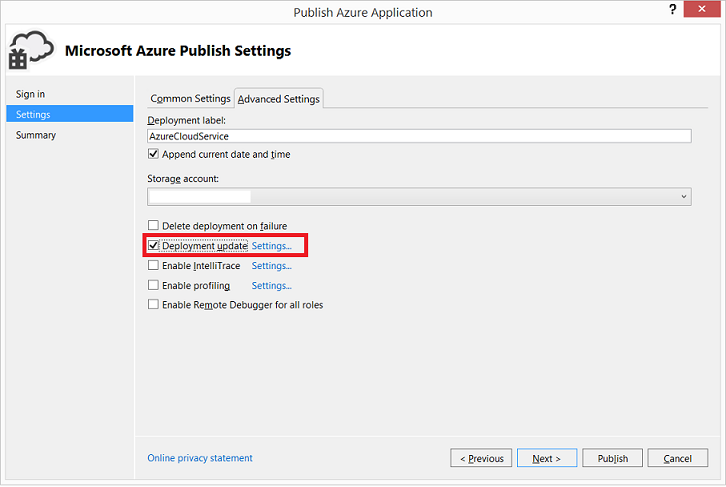 Publish Azure Application
?
Microsoft Azure Publish Settings
Sign in
Settings
Summary
Common Settings
Advanced Settings
Deployment label:
AzureCloudService
Append current date and time
Storage account:
Delete deployment on failure
Deployment update Settings...
Enable IntelliTrace Settings...
Enable profiling Settings...
Enable Remote Debugger for all roles
Online privacy statement
< Previous
Next >
Publish
Cancel